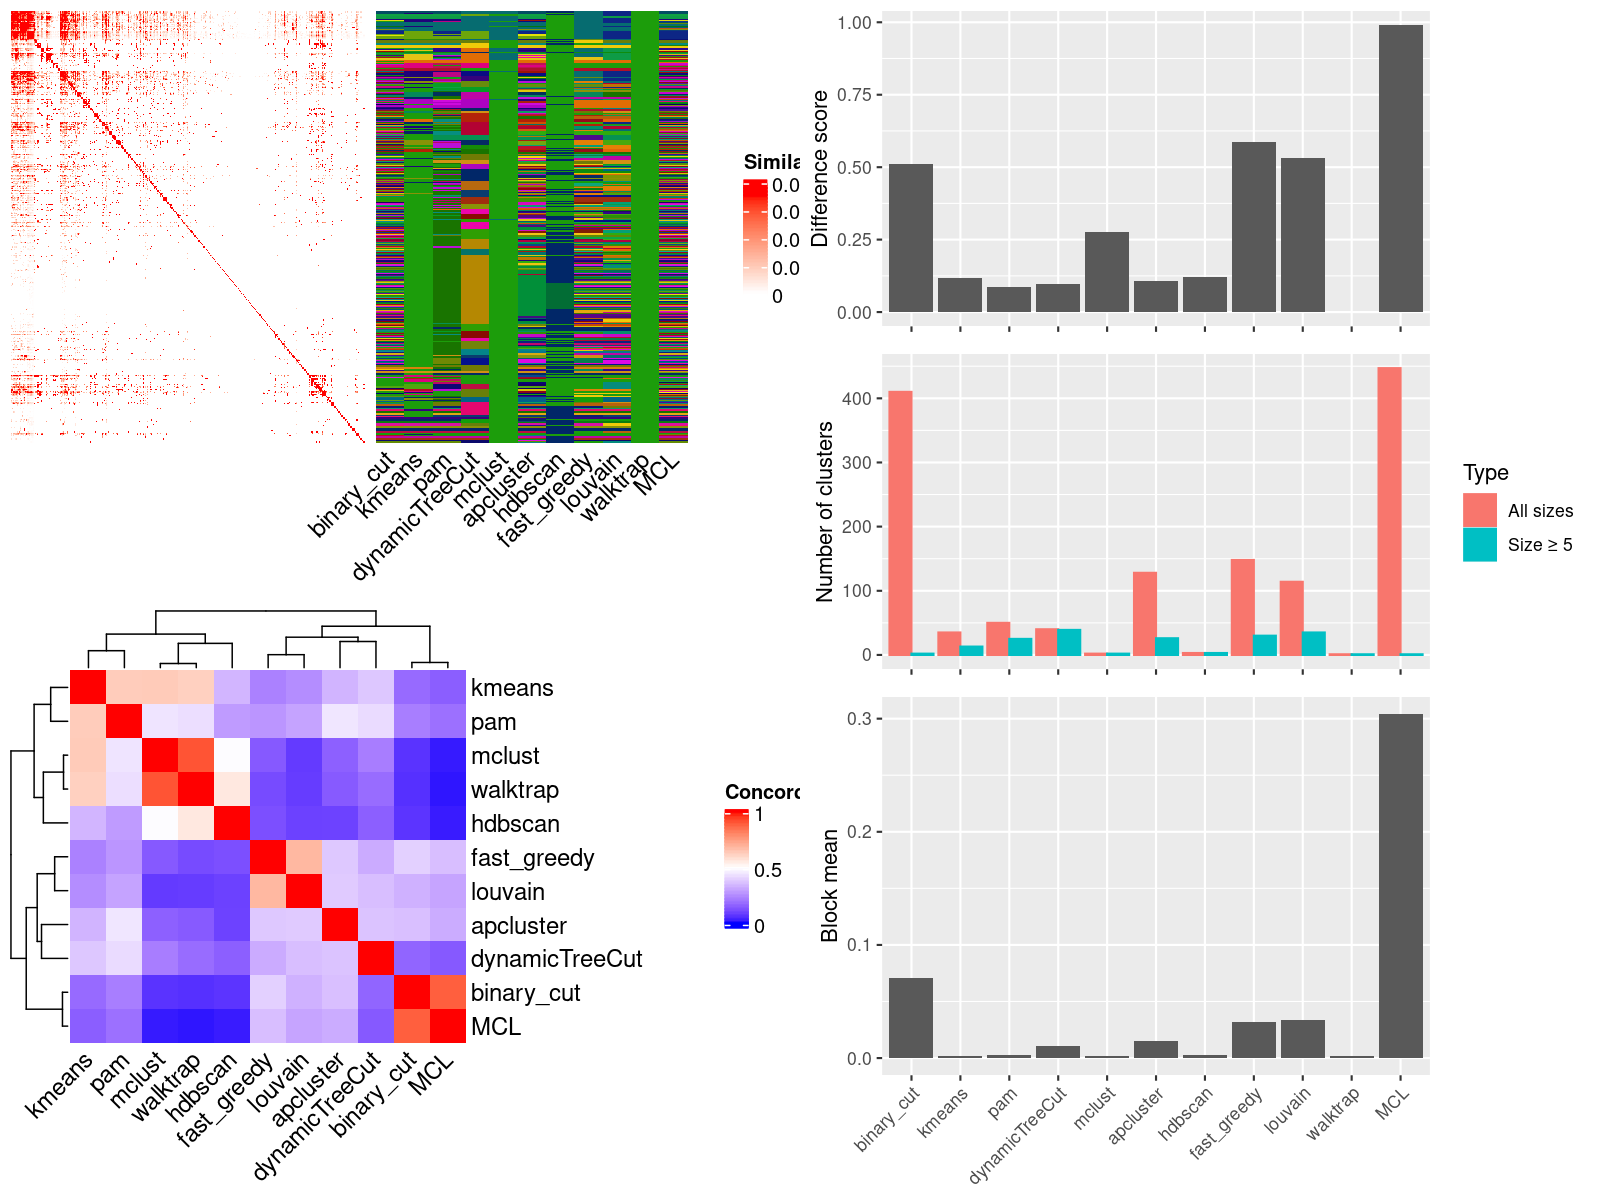 Simila
0.0
0.0
0.0
0.0
0
binary_cut
kmeans
pam
dynamicTreeCut
mclust
apcluster
hdbscan
fast_greedy
louvain
walktrap
MCL
kmeans
pam
mclust
walktrap
hdbscan
fast_greedy
louvain
apcluster
dynamicTreeCut
binary_cut
MCL
Concord
1
0.5
0
kmeans
pam
mclust
walktrap
hdbscan
fast_greedy
louvain
apcluster
dynamicTreeCut
binary_cut
MCL
Difference score
1.00
0.75
0.50
0.25
0.00
Number of clusters
400
300
200
100
0
Type
All sizes
Size ≥ 5
Block mean
0.3
0.2
0.1
0.0
binary_cut
kmeans
pam
dynamicTreeCut
mclust
apcluster
hdbscan
fast_greedy
louvain
walktrap
MCL